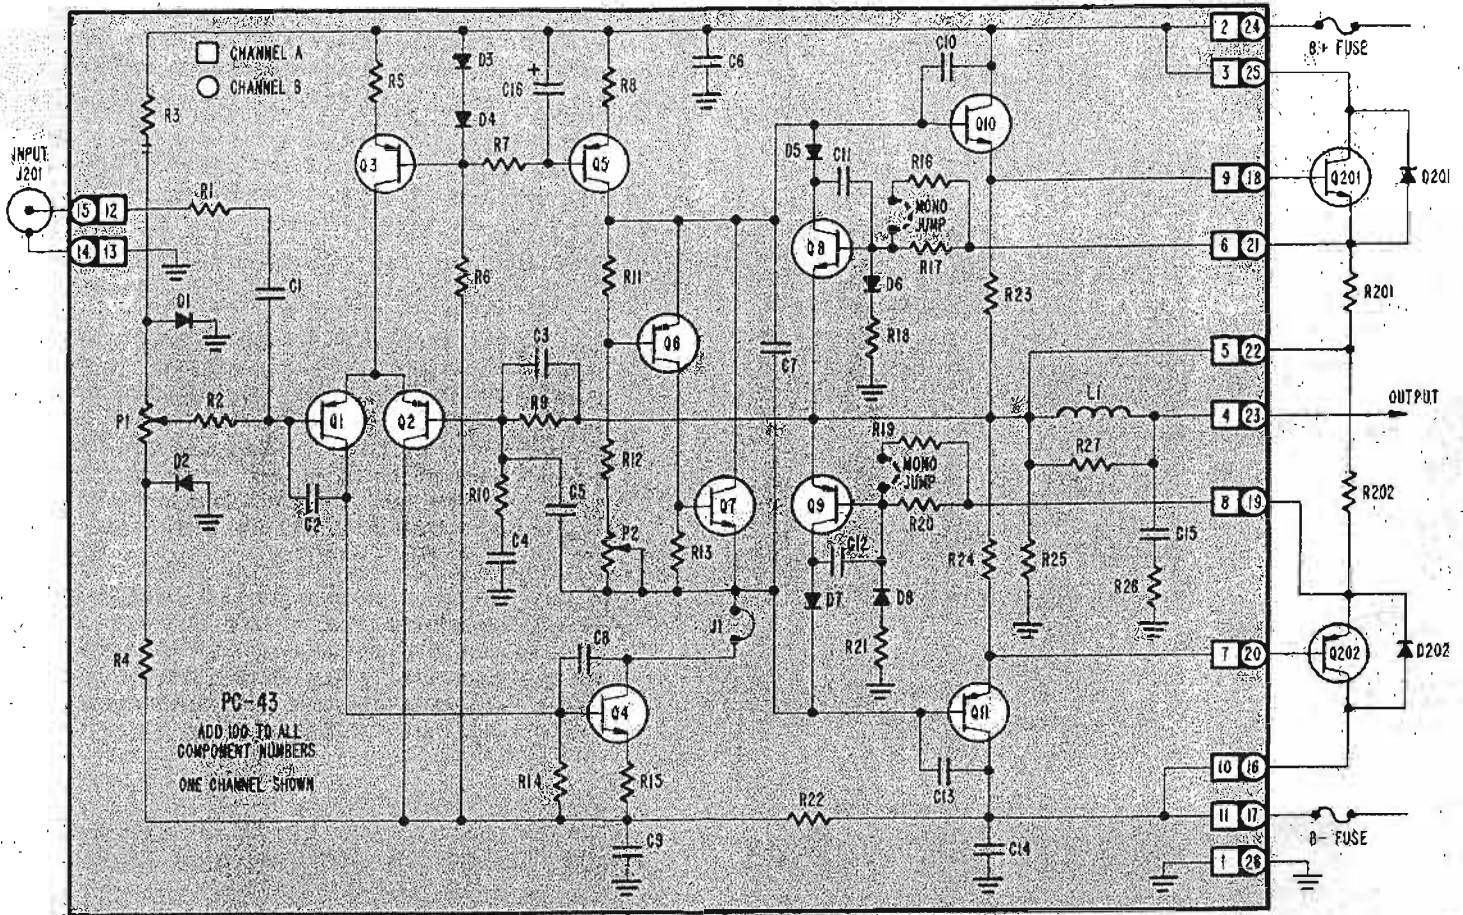 CHANNEL A
CHANNEL B
INPUT
J201
15 12
14 13
R1
R2
R3
R4
R5
R6
R7
R8
R9
R10
R11
R12
R13
R14
R15
R16
R17
R18
R19
R20
R21
R22
R23
R24
R25
R26
R27
C1
C2
C3
C4
C5
C6
C7
C8
C9
C10
C11
C12
C13
C14
C15
+
C16
D1
D2
D3
D4
D5
D6
D7
D8
Q1
Q2
Q3
Q4
Q5
Q6
Q7
Q8
Q9
Q10
Q11
P1
P2
J1
L1
MONO
JUMP
MONO
JUMP
PC-43
ADD 100 TO ALL
COMPONENT NUMBERS
ONE CHANNEL SHOWN
2 24
3 25
9 18
6 21
5 22
4 23
8 19
7 20
10 16
11 17
1 26
B+ FUSE
Q201
D201
R201
OUTPUT
R202
Q202
D202
B- FUSE